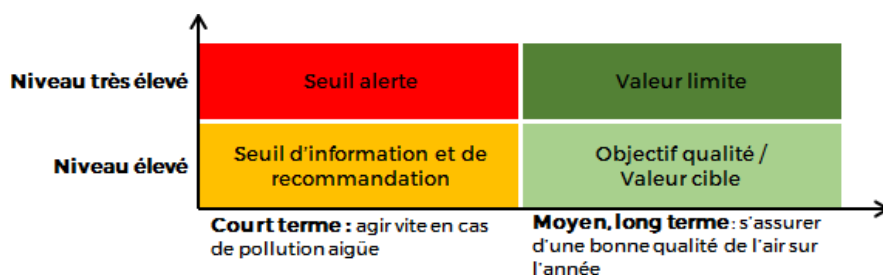 Niveau très élevé
Seuil alerte
Valeur limite
Niveau élevé
Seuil d'information et de
recommandation
Objectif qualité /
Valeur cible
Court terme : agir vite en cas
de pollution aigüe
Moyen, long terme : s'assurer
d'une bonne qualité de l'air sur
l'année